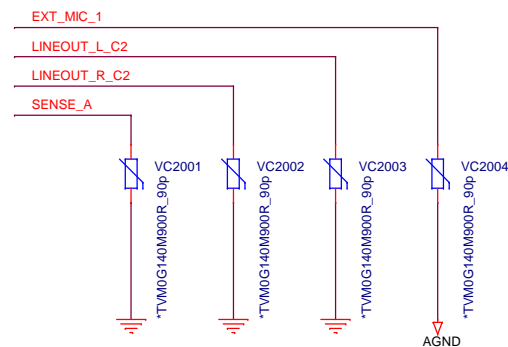 EXT_MIC_1
LINEOUT_L_C2
LINEOUT_R_C2
SENSE_A
VC2001
*TVM0G140M900R_90p
VC2002
*TVM0G140M900R_90p
VC2003
*TVM0G140M900R_90p
VC2004
*TVM0G140M900R_90p
AGND